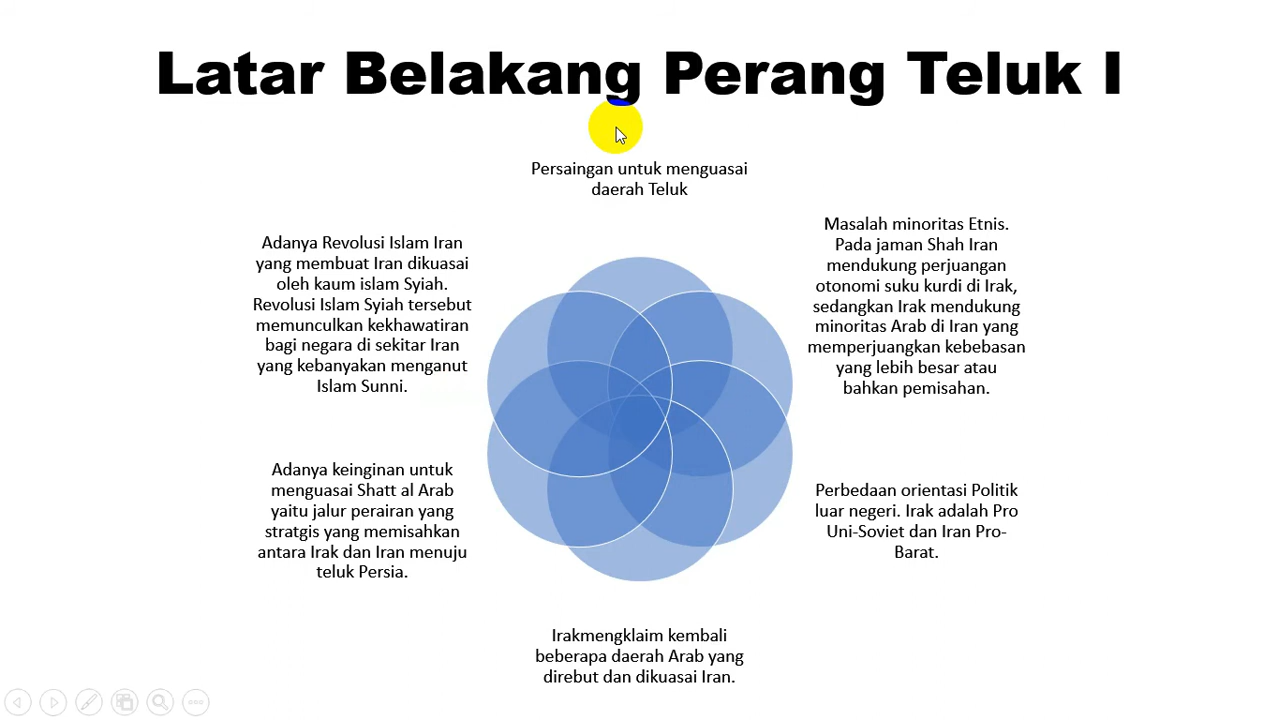 Latar Belakang Perang Teluk I
Persaingan untuk menguasai
daerah Teluk
Masalah minoritas Etnis.
Pada jaman Shah Iran
mendukung perjuangan
otonomi suku kurdi di Irak,
sedangkan Irak mendukung
minoritas Arab di Iran yang
memperjuangkan kebebasan
yang lebih besar atau
bahkan pemisahan.
Perbedaan orientasi Politik
luar negeri. Irak adalah Pro
Uni-Soviet dan Iran Pro-
Barat.
Irakmengklaim kembali
beberapa daerah Arab yang
direbut dan dikuasai Iran.
Adanya keinginan untuk
menguasai Shatt al Arab
yaitu jalur perairan yang
stratgis yang memisahkan
antara Irak dan Iran menuju
teluk Persia.
Adanya Revolusi Islam Iran
yang membuat Iran dikuasai
oleh kaum islam Syiah.
Revolusi Islam Syiah tersebut
memunculkan kekhawatiran
bagi negara di sekitar Iran
yang kebanyakan menganut
Islam Sunni.